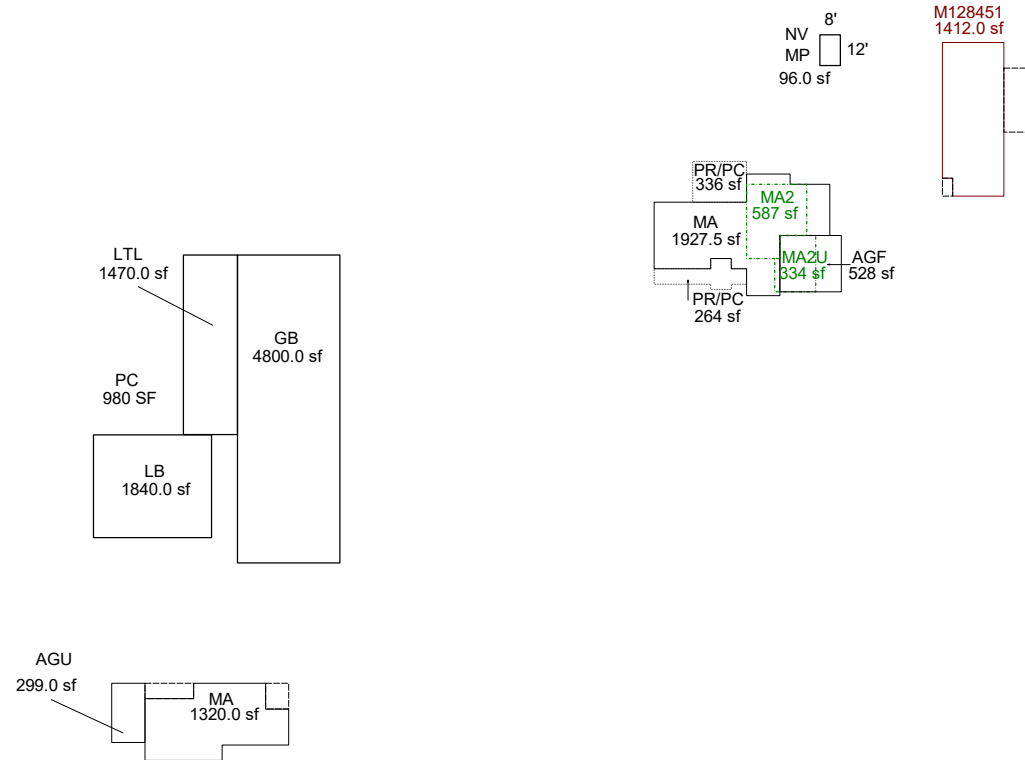 M128451
1412.0 sf
8'
NV
MP
12'
96.0 sf
PR/PC
336 sf
MA2
587 sf
MA
1927.5 sf
MA2U
334 sf
AGF
528 sf
PR/PC
264 sf
LTL
1470.0 sf
GB
4800.0 sf
PC
980 SF
LB
1840.0 sf
AGU
299.0 sf
MA
1320.0 sf